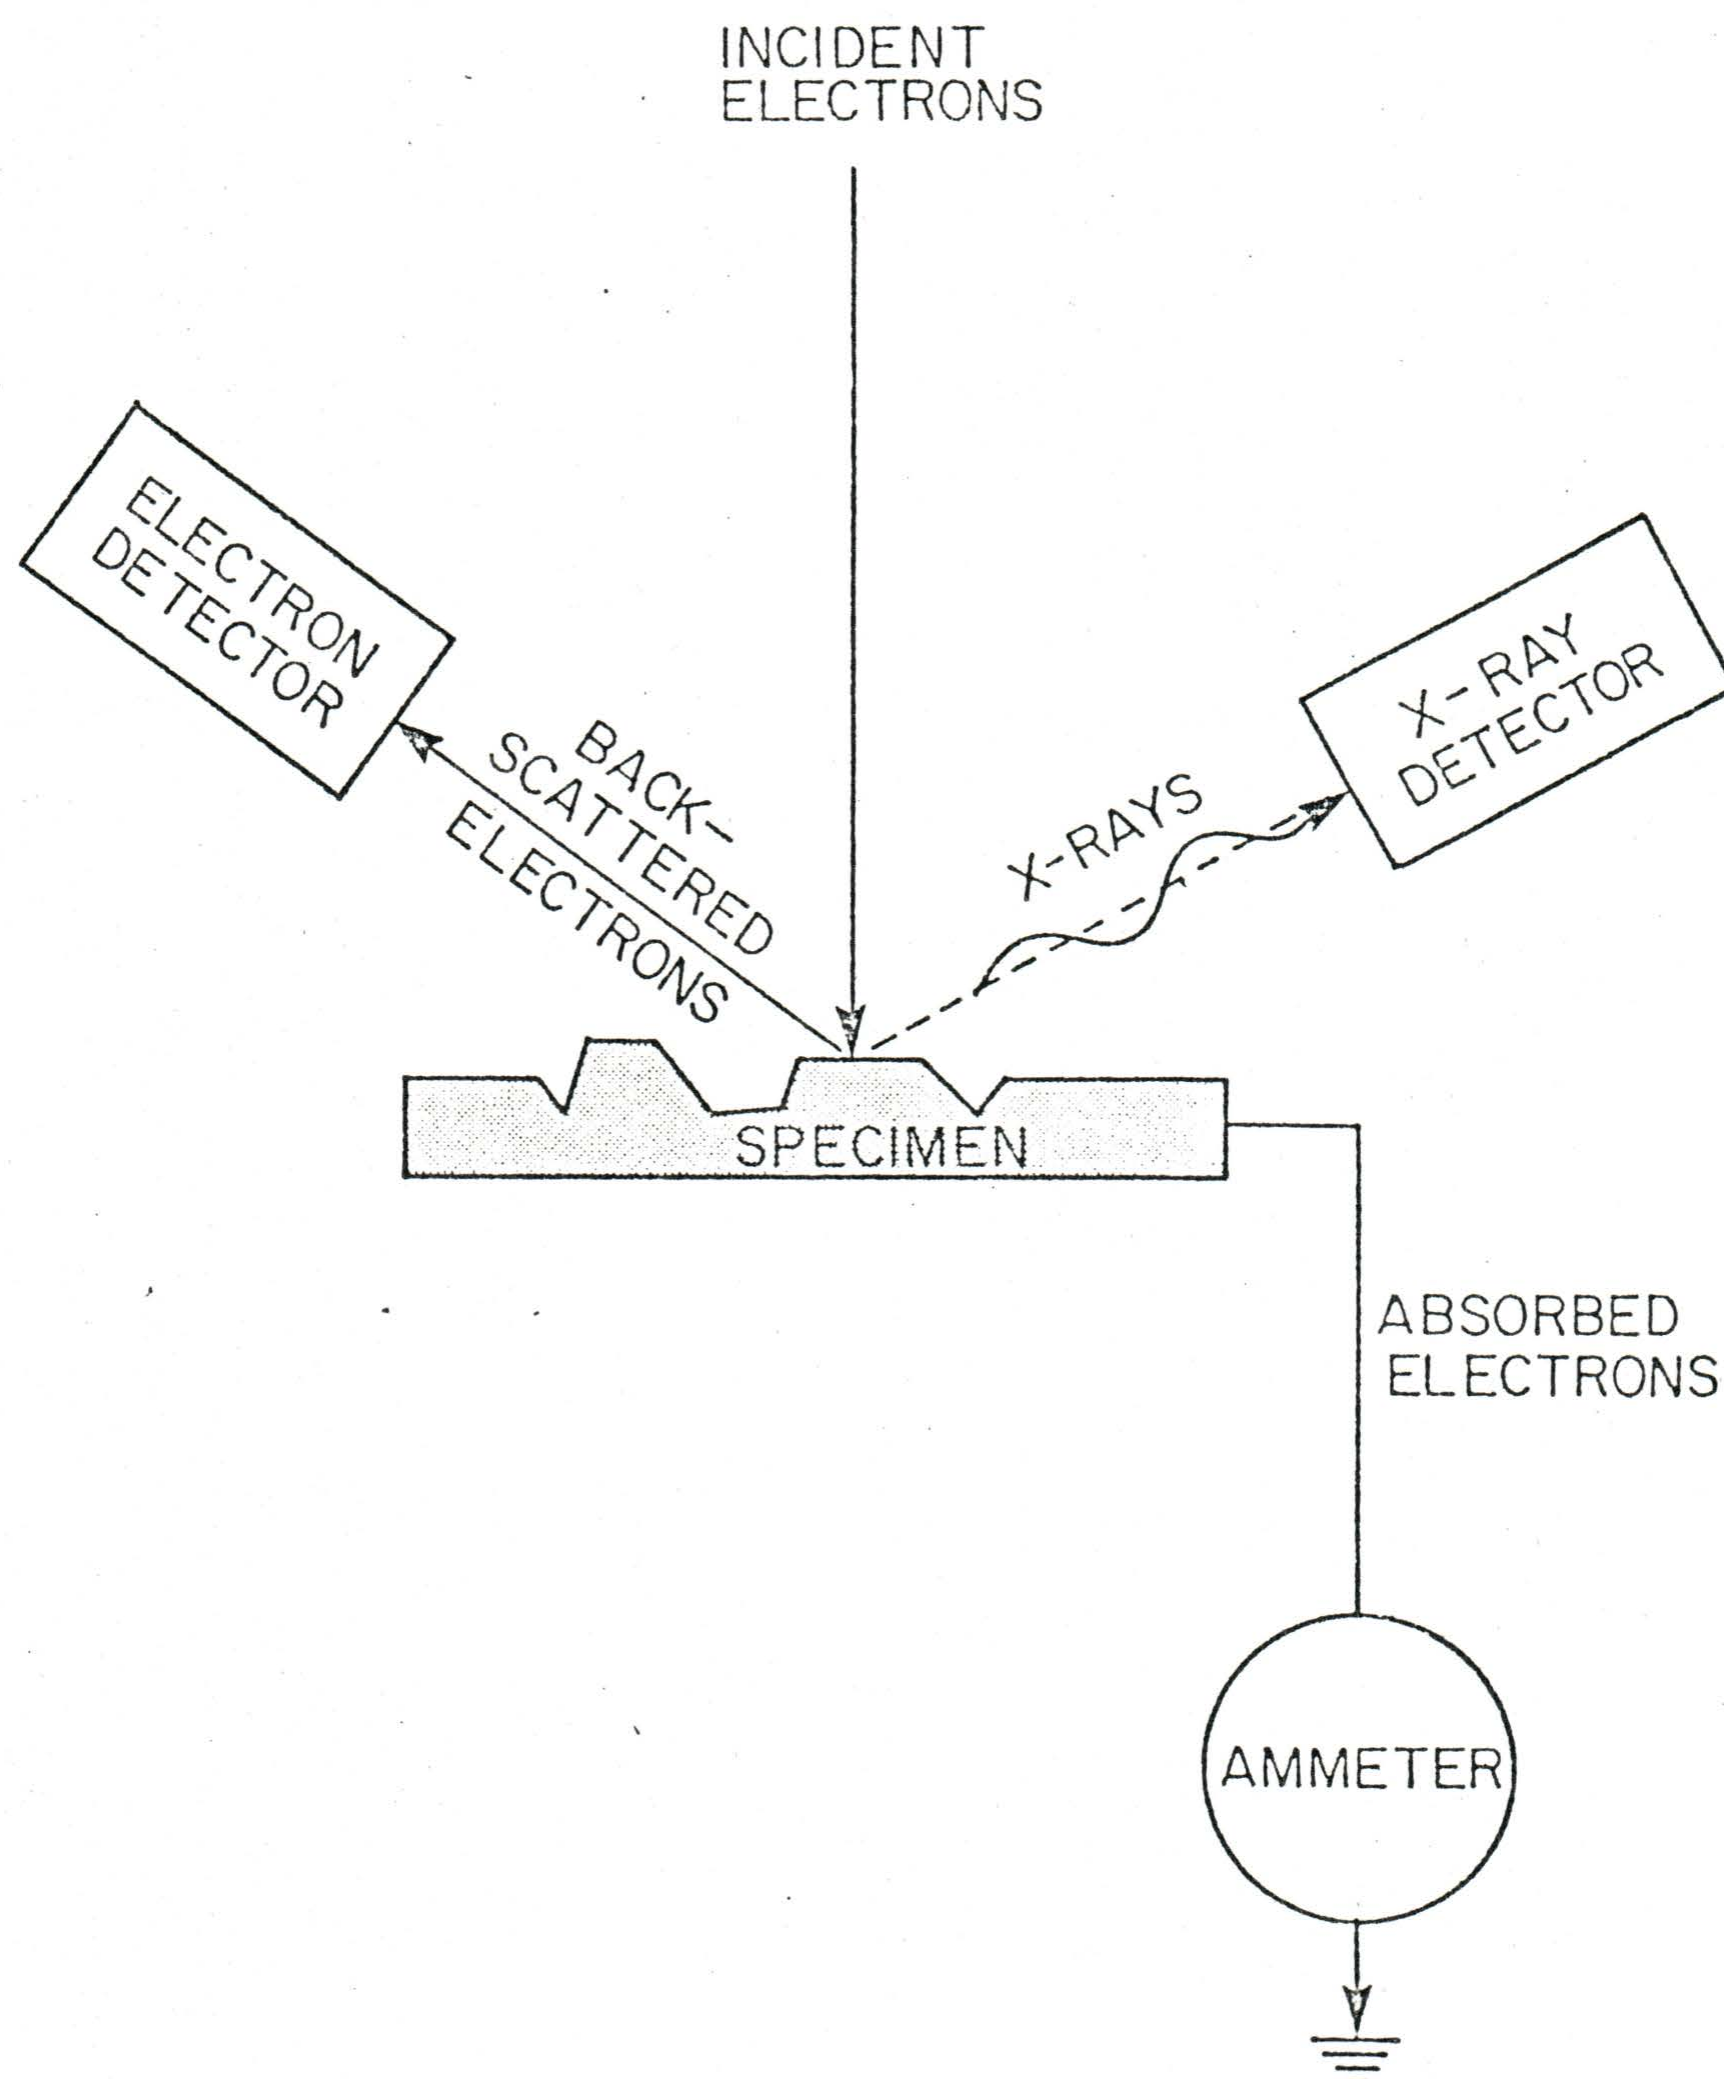 INCIDENT
ELECTRONS
ELECTRON
DETECTOR
BACK-
SCATTERED
ELECTRONS
X-RAYS
X-RAY
DETECTOR
SPECIMEN
ABSORBED
ELECTRONS
AMMETER